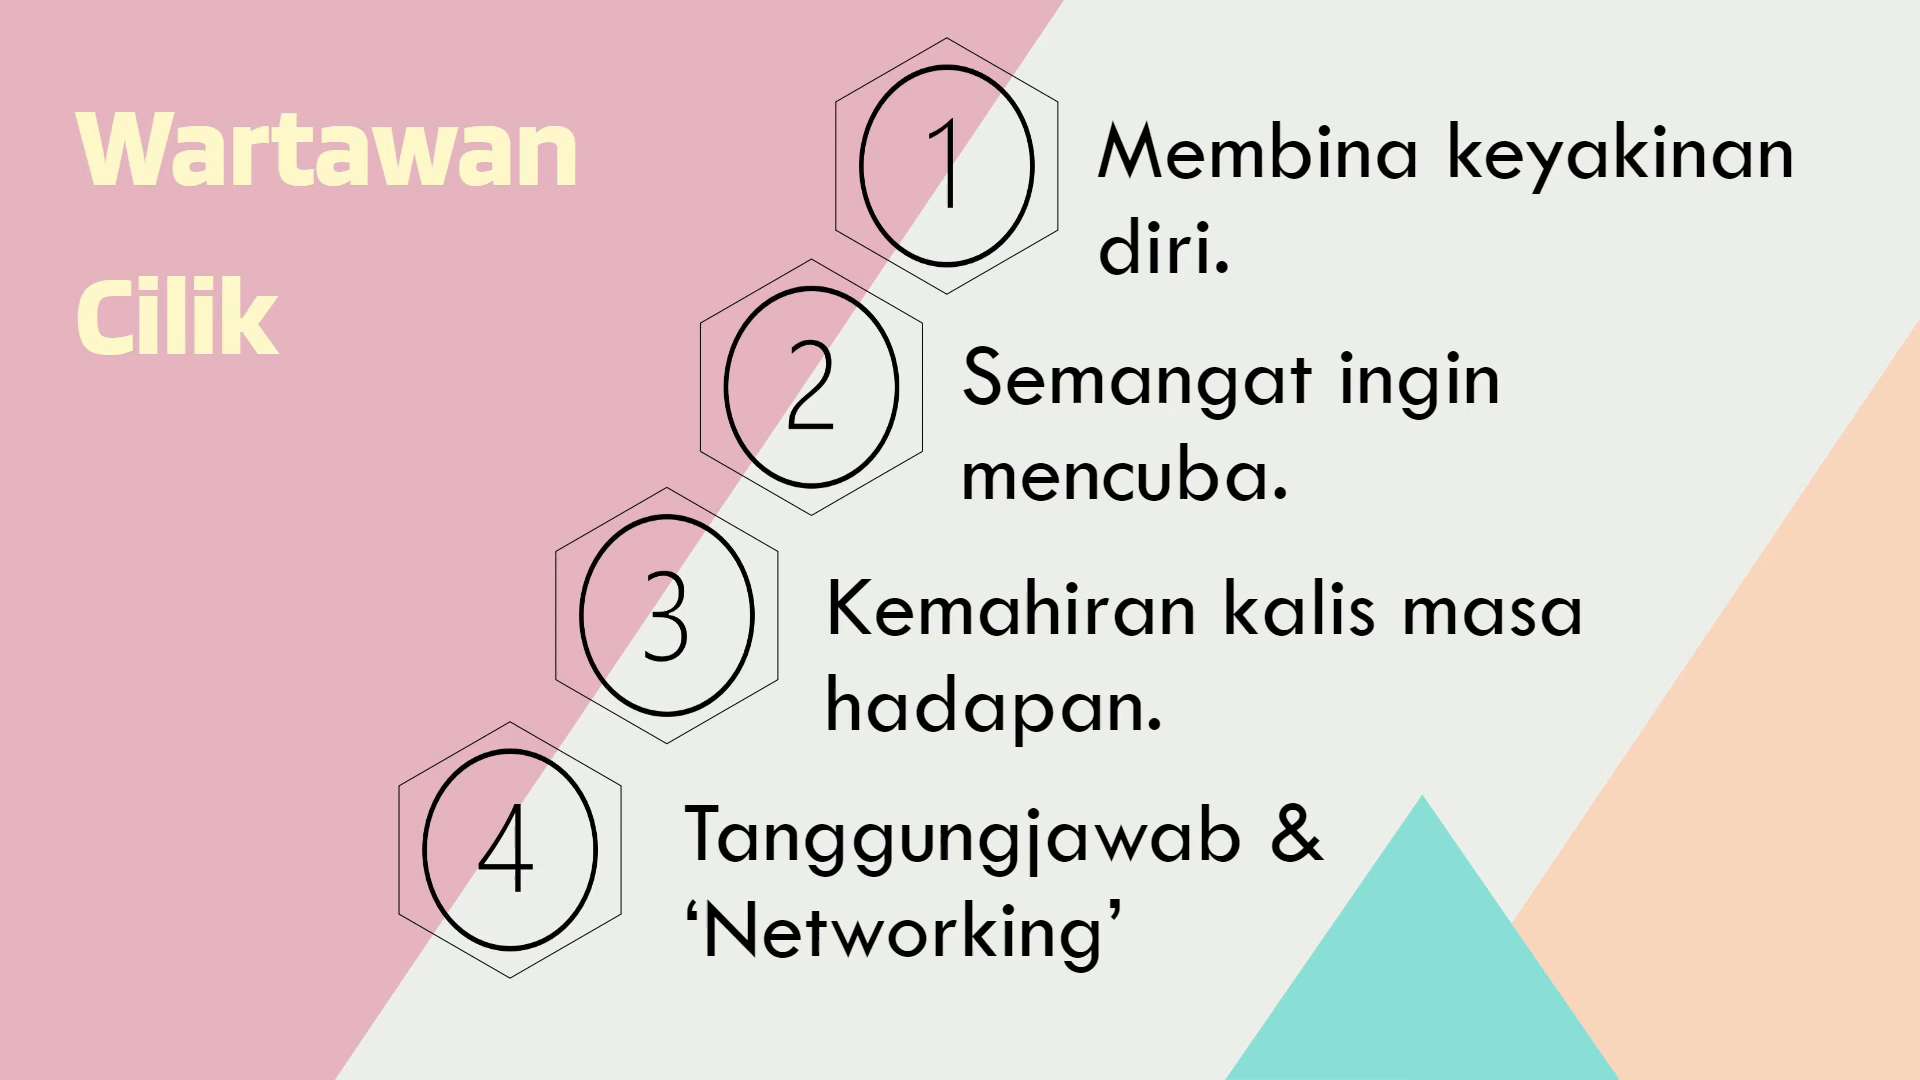 Wartawan
Cilik
1
Membina keyakinan
diri.
2
Semangat ingin
mencuba.
3
Kemahiran kalis masa
hadapan.
4
Tanggungjawab &
‘Networking’